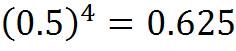 (0.5)⁴ = 0.625